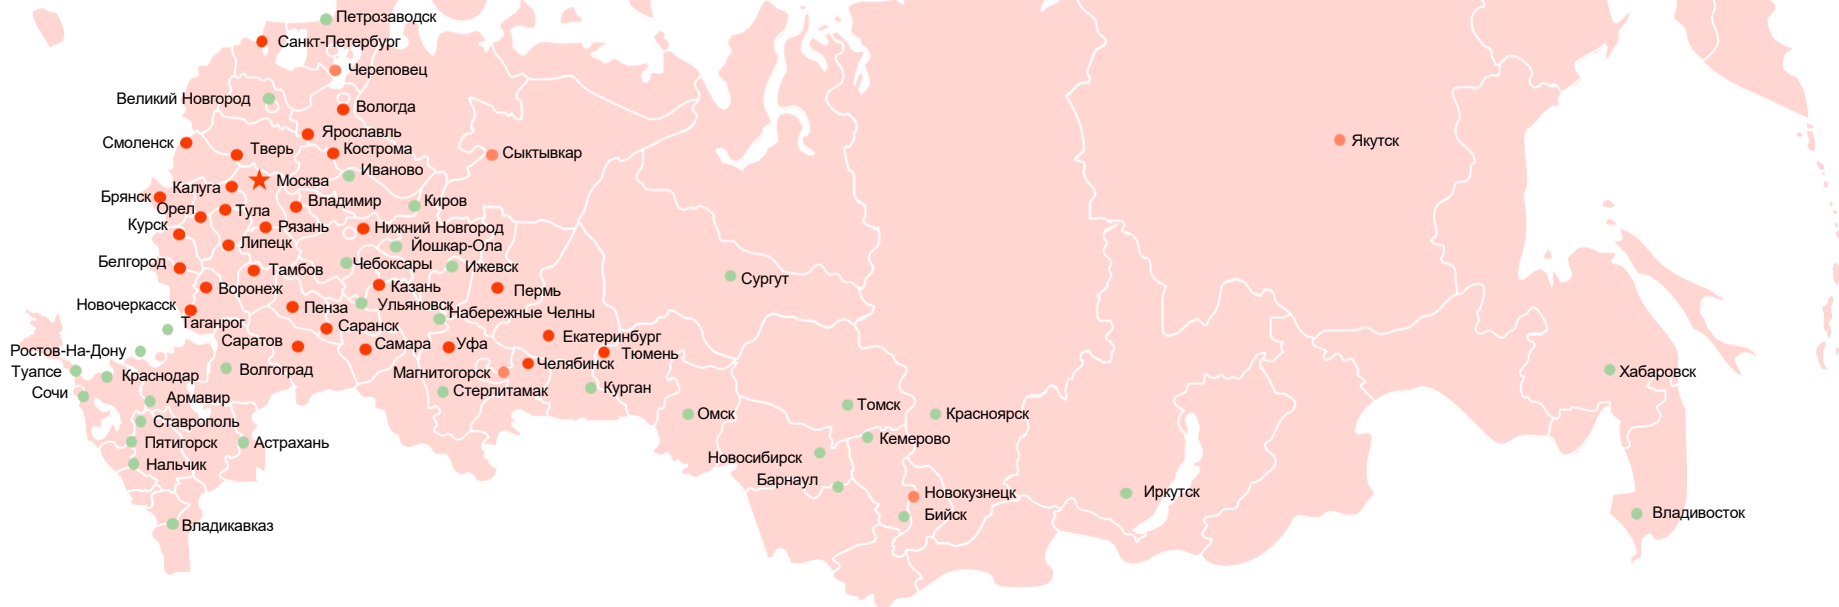 Петрозаводск
Санкт-Петербург
Череповец
Великий Новгород
Вологда
Ярославль
Смоленск
Тверь
Кострома
Сыктывкар
Якутск
Иваново
Москва
Калуга
Брянск
Владимир
Киров
Орел
Тула
Курск
Рязань
Нижний Новгород
Липецк
Йошкар-Ола
Белгород
Чебоксары
Ижевск
Тамбов
Сургут
Воронеж
Казань
Пермь
Новочеркасск
Пенза
Ульяновск
Набережные Челны
Таганрог
Саранск
Екатеринбург
Саратов
Самара
Уфа
Тюмень
Ростов-На-Дону
Челябинск
Туапсе
Краснодар
Волгоград
Магнитогорск
Хабаровск
Сочи
Армавир
Стерлитамак
Курган
Томск
Ставрополь
Омск
Красноярск
Пятигорск
Астрахань
Кемерово
Нальчик
Новосибирск
Барнаул
Новокузнецк
Иркутск
Бийск
Владивосток
Владикавказ